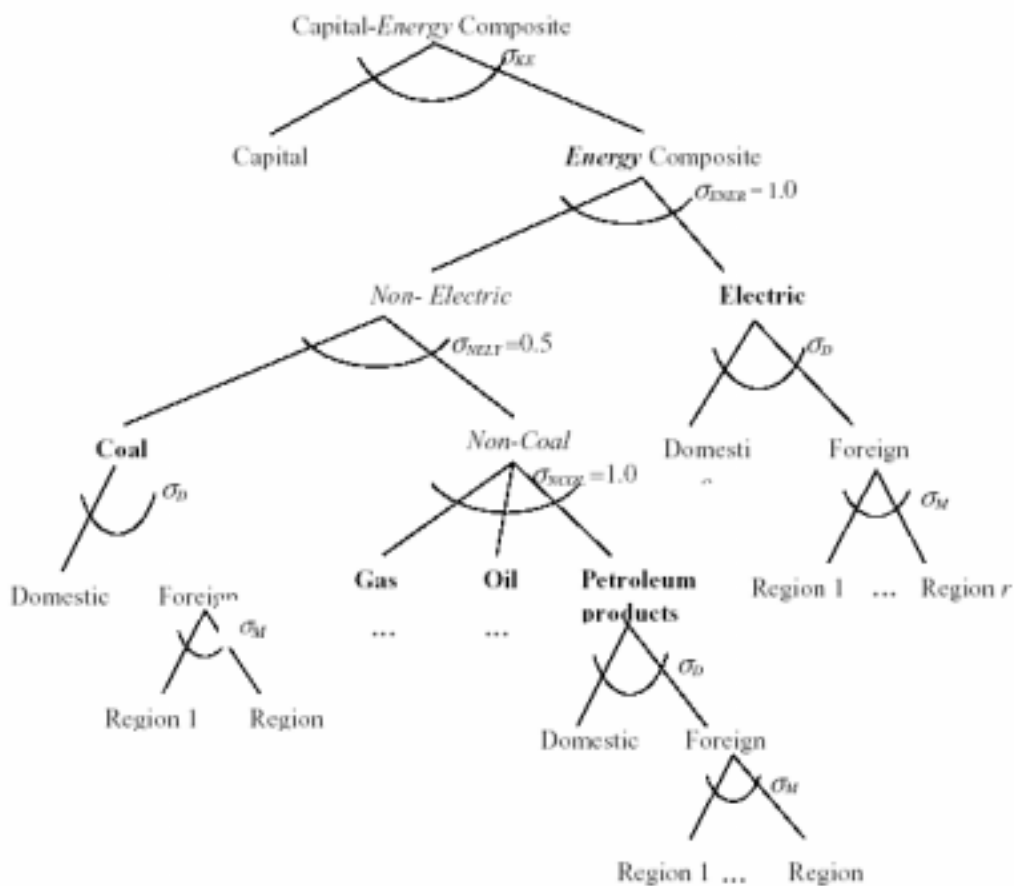 Capital-Energy Composite
σKE
Capital
Energy Composite
σENER = 1.0
Non- Electric
Electric
σNELY=0.5
σD
Coal
Non-Coal
Domesti
Foreign
σD
σNCOL=1.0
σM
Gas
Oil
Petroleum
products
Region 1 ... Region r
Domestic
Foreign
...
...
σM
σD
Region 1
Region
Domestic
Foreign
σM
Region 1 ... Region